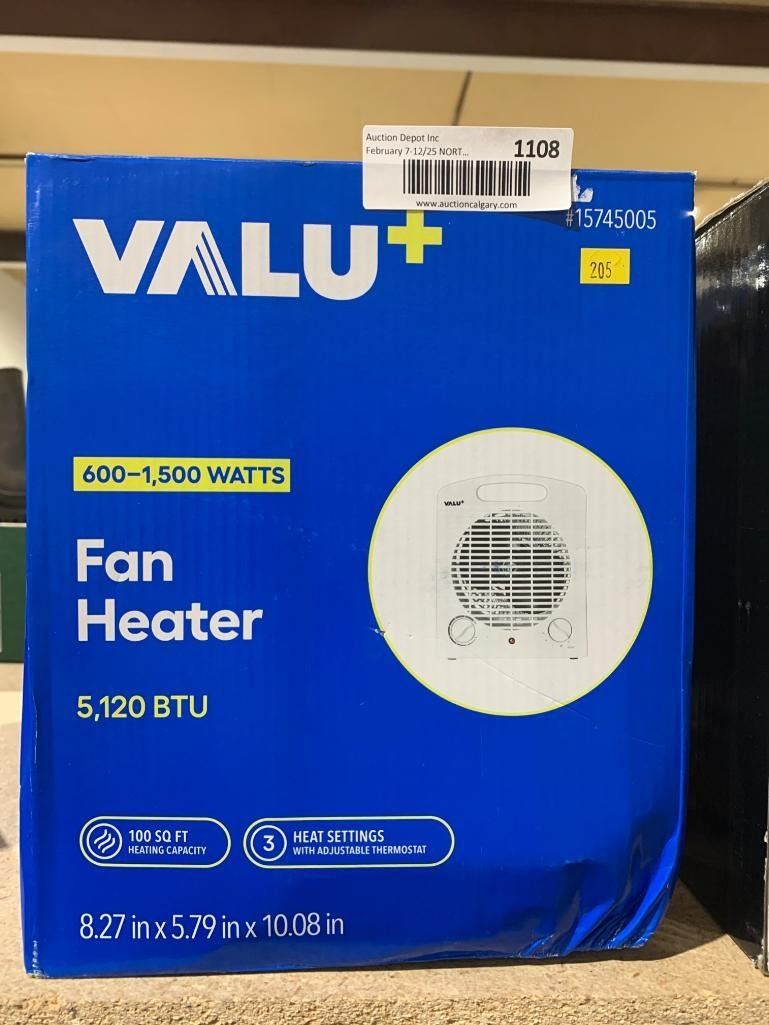 Auction Depot Inc
February 7-12/25 NORT...
1108
www.auctioncalgary.com
#15745005
VALU+
205
600–1,500 WATTS
VALU+
Fan
Heater
5,120 BTU
100 SQ FT
HEATING CAPACITY
3
HEAT SETTINGS
WITH ADJUSTABLE THERMOSTAT
8.27 in x 5.79 in x 10.08 in